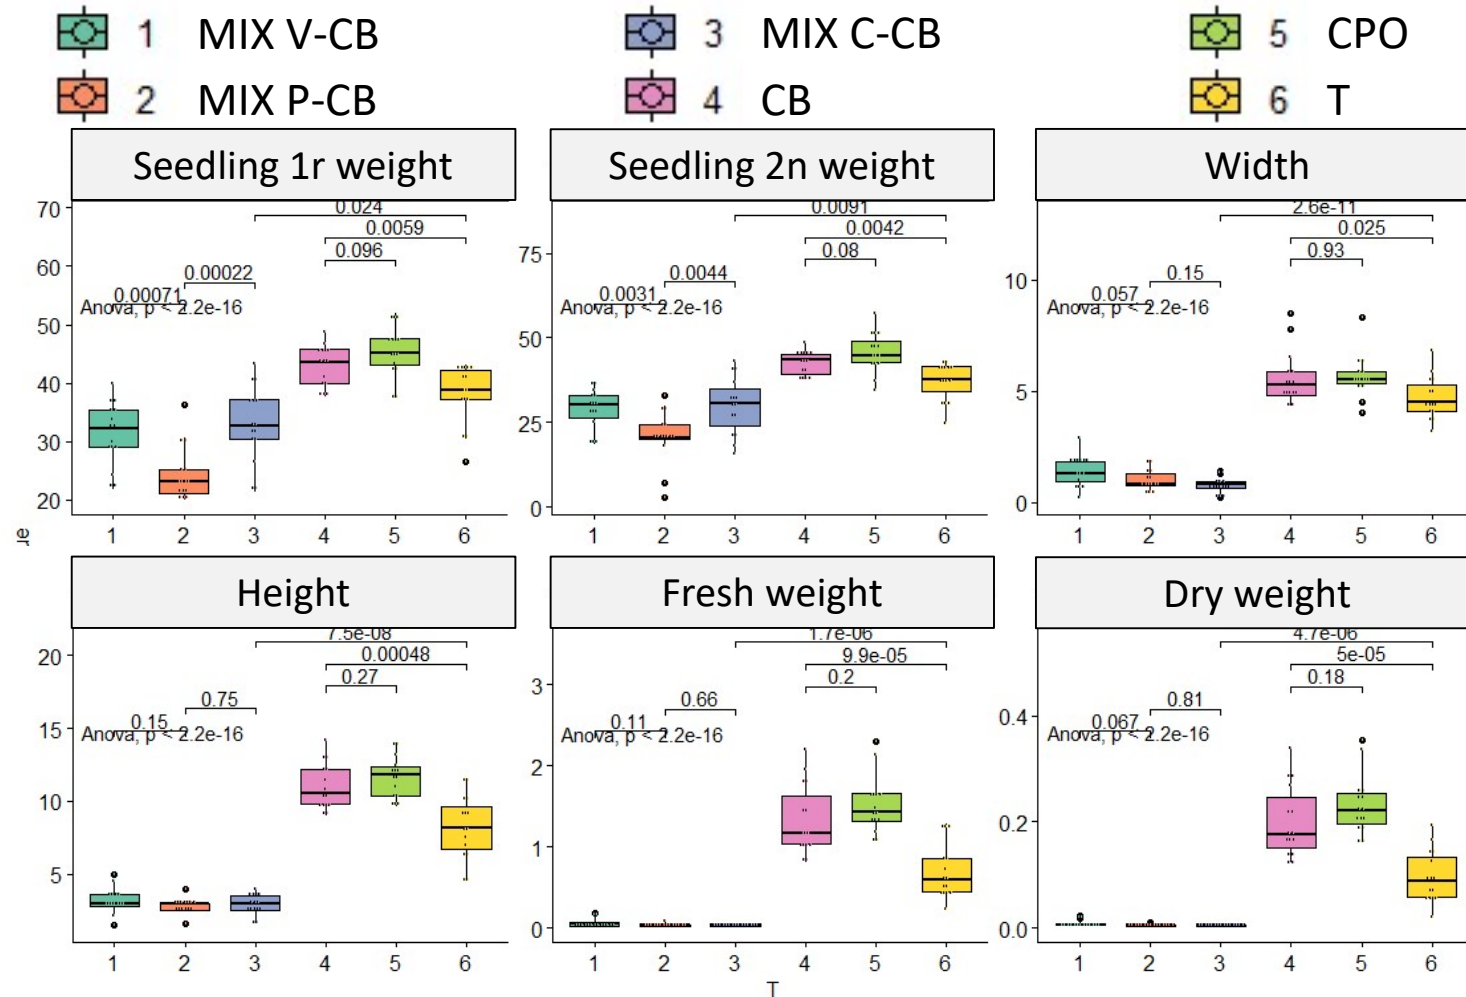 1 MIX V-CB 3 MIX C-CB 5 CPO
2 MIX P-CB 4 CB 6 T
Seedling 1r weight
70
60
50
40
30
20
0.024
0.0059
0.096
0.00022
0.00071
Anova, p < 2.2e-16
1 2 3 4 5 6
Seedling 2n weight
75
50
25
0
0.0091
0.0042
0.08
0.0044
0.0031
Anova, p < 2.2e-16
1 2 3 4 5 6
Width
10
5
0
2.6e-11
0.025
0.93
0.15
0.057
Anova, p < 2.2e-16
1 2 3 4 5 6
er
Height
20
15
10
5
7.5e-08
0.00048
0.27
0.75
0.15
Anova, p < 2.2e-16
1 2 3 4 5 6
Fresh weight
3
2
1
0
1.7e-06
9.9e-05
0.2
0.66
0.11
Anova, p < 2.2e-16
1 2 3 4 5 6
Dry weight
0.4
0.2
0.0
4.7e-06
5e-05
0.18
0.81
0.067
Anova, p < 2.2e-16
1 2 3 4 5 6
T